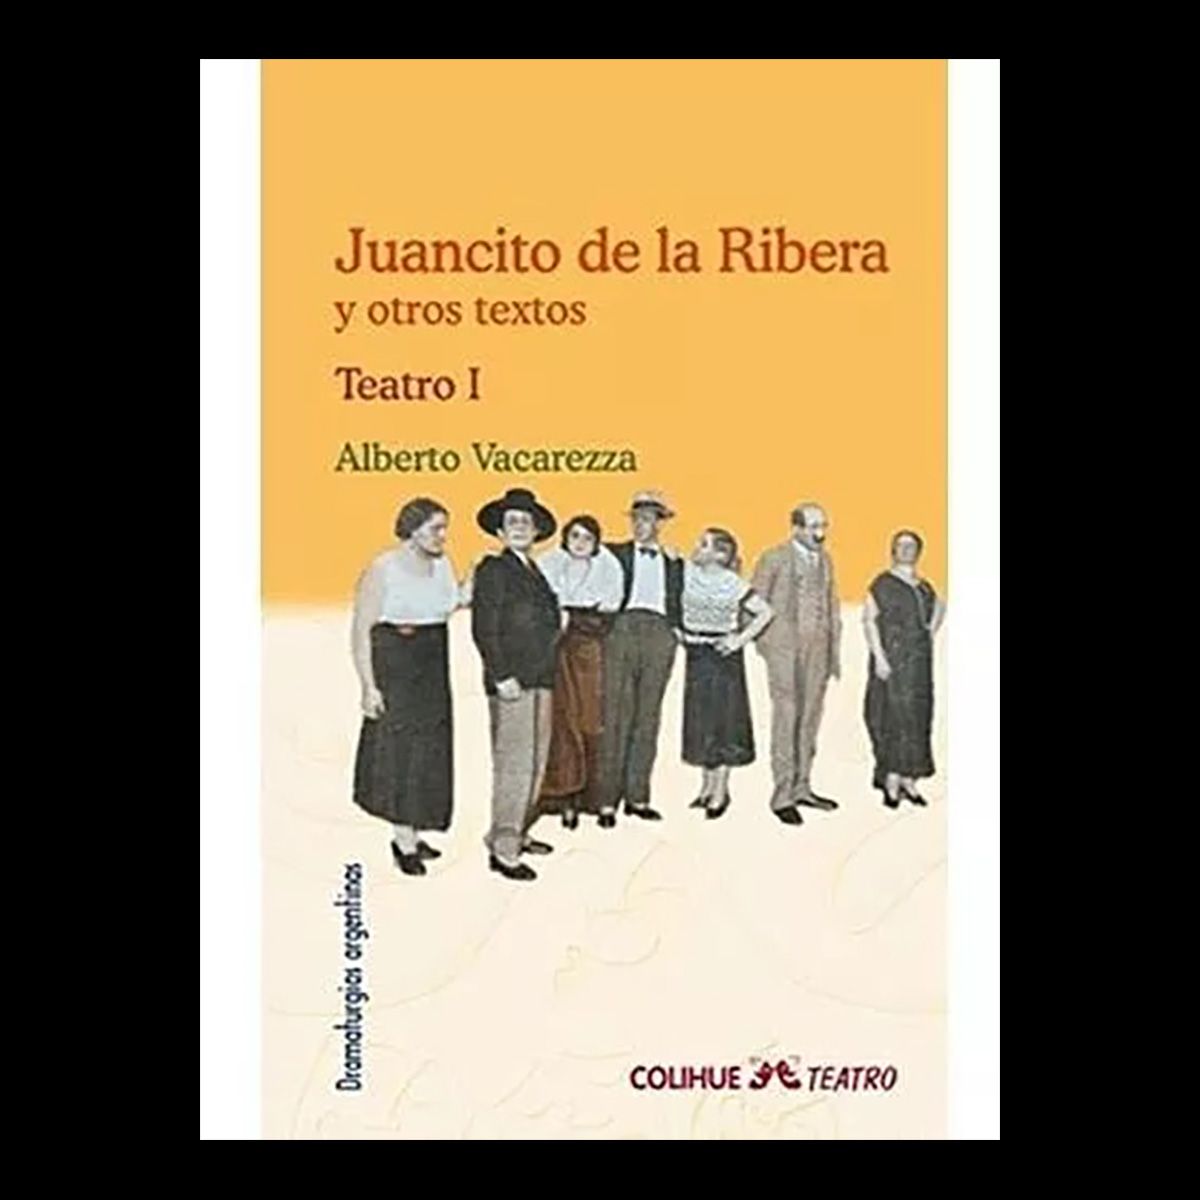 Juancito de la Ribera
y otros textos
Teatro I
Alberto Vacarezza
Dramaturgias argentinas
COLIHUE TEATRO